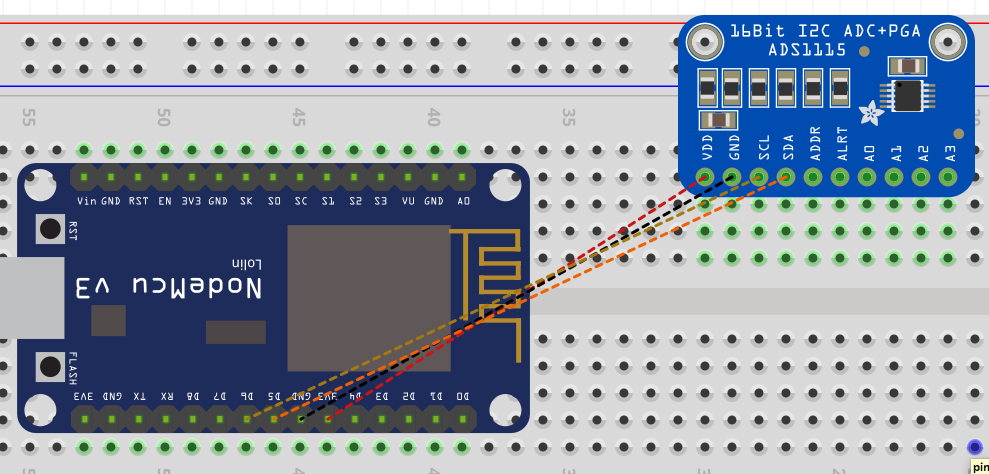 16Bit I2C ADC+PGA
ADS1115
VDD GND SCL SDA ADDR ALRT A0 A1 A2 A3
55 50 45 40 35
Vin GND RST EN 3V3 GND SK SO SC S1 S2 S3 VU GND AO
RST
Lolin
NodeMcu v3
FLASH
3V3 GND TX RX D8 D7 D6 D5 GND 3V3 D4 D3 D2 D1 D0
pin